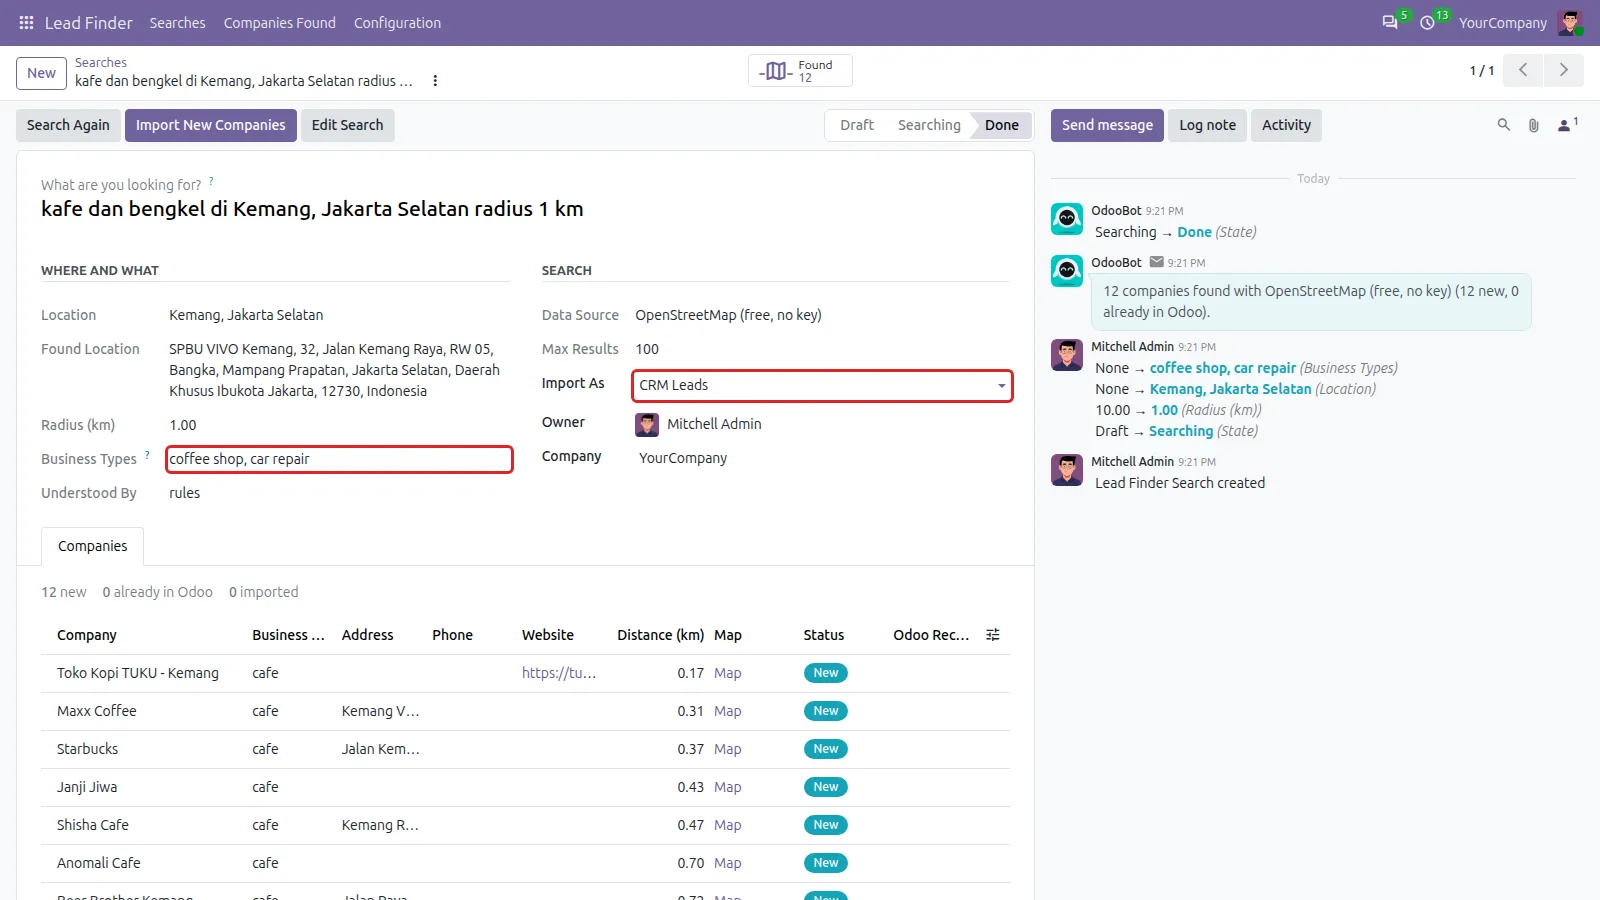 Lead Finder Searches Companies Found Configuration 5 13 YourCompany
New Searches
kafe dan bengkel di Kemang, Jakarta Selatan radius ...
Found
12
1 / 1
Search Again Import New Companies Edit Search Draft Searching Done
Send message Log note Activity 1
What are you looking for? ?
kafe dan bengkel di Kemang, Jakarta Selatan radius 1 km
WHERE AND WHAT
Location Kemang, Jakarta Selatan
Found Location SPBU VIVO Kemang, 32, Jalan Kemang Raya, RW 05,
Bangka, Mampang Prapatan, Jakarta Selatan, Daerah
Khusus Ibukota Jakarta, 12730, Indonesia
Radius (km) 1.00
Business Types ? coffee shop, car repair
Understood By rules
SEARCH
Data Source OpenStreetMap (free, no key)
Max Results 100
Import As CRM Leads
Owner Mitchell Admin
Company YourCompany
Companies
12 new 0 already in Odoo 0 imported
Company Business ... Address Phone Website Distance (km) Map Status Odoo Rec...
Toko Kopi TUKU - Kemang cafe https://tu... 0.17 Map New
Maxx Coffee cafe Kemang V... 0.31 Map New
Starbucks cafe Jalan Kem... 0.37 Map New
Janji Jiwa cafe 0.43 Map New
Shisha Cafe cafe Kemang R... 0.47 Map New
Anomali Cafe cafe 0.70 Map New
Beer Brother Kemang cafe Jalan Raya... 0.72 Map New
Today
OdooBot 9:21 PM
Searching → Done (State)
OdooBot 9:21 PM
12 companies found with OpenStreetMap (free, no key) (12 new, 0
already in Odoo).
Mitchell Admin 9:21 PM
None → coffee shop, car repair (Business Types)
None → Kemang, Jakarta Selatan (Location)
10.00 → 1.00 (Radius (km))
Draft → Searching (State)
Mitchell Admin 9:21 PM
Lead Finder Search created